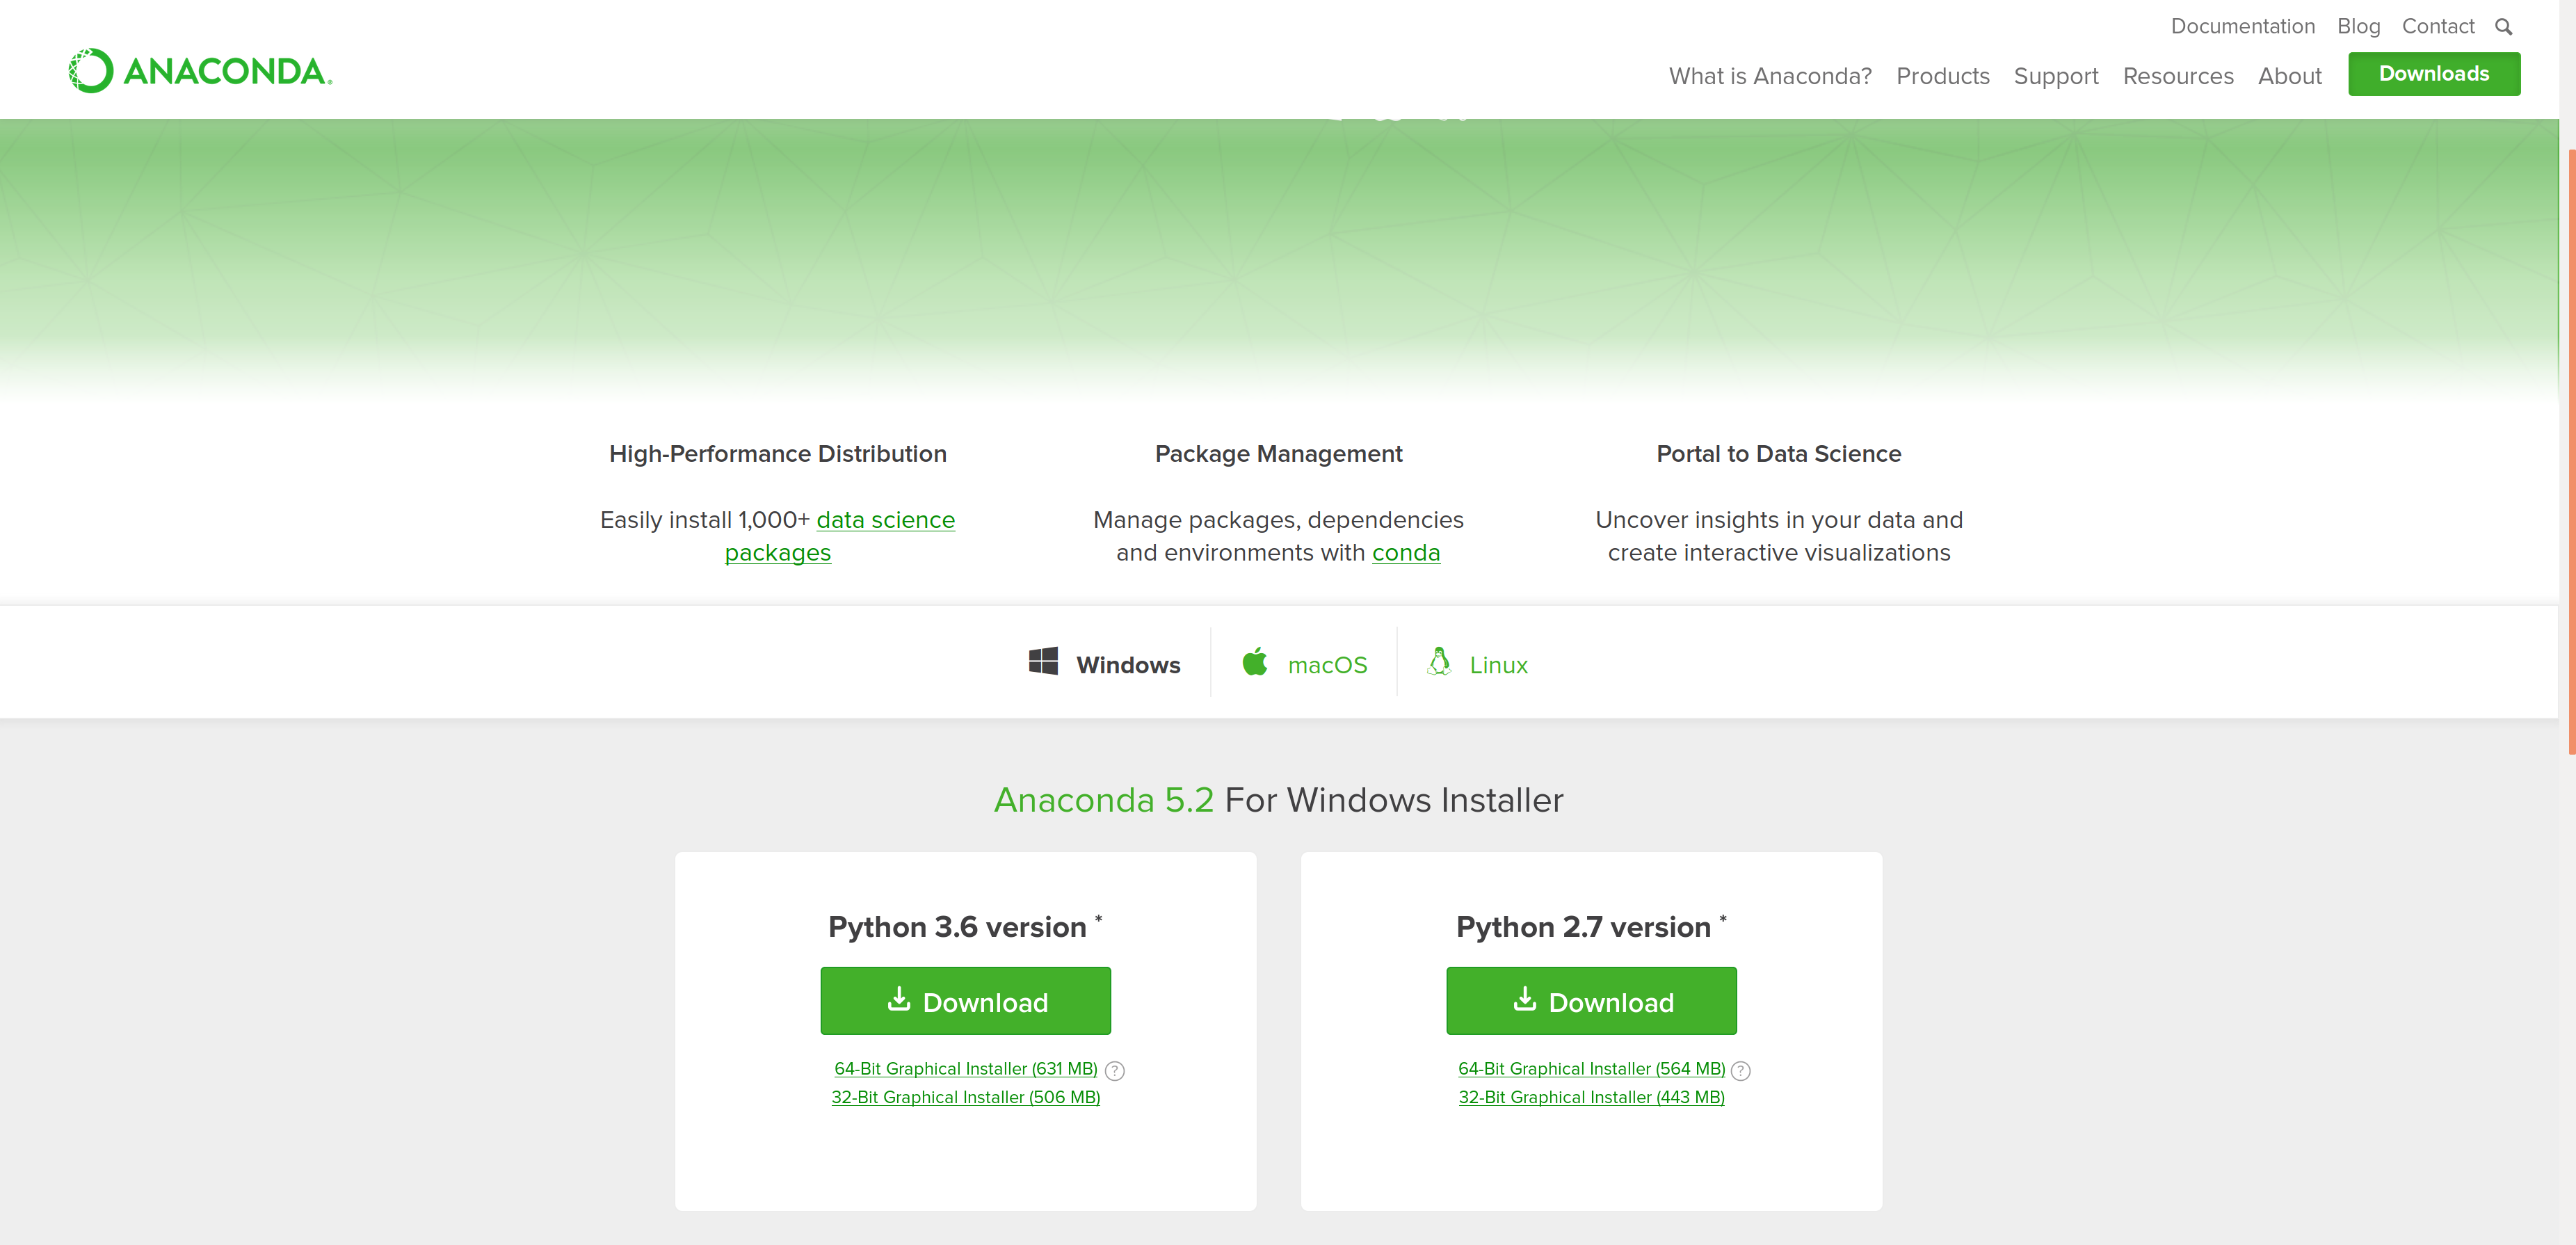 Documentation Blog Contact
ANACONDA
What is Anaconda? Products Support Resources About Downloads
High-Performance Distribution
Easily install 1,000+ data science
packages
Package Management
Manage packages, dependencies
and environments with conda
Portal to Data Science
Uncover insights in your data and
create interactive visualizations
Windows macOS Linux
Anaconda 5.2 For Windows Installer
Python 3.6 version *
Download
64-Bit Graphical Installer (631 MB) ?
32-Bit Graphical Installer (506 MB)
Python 2.7 version *
Download
64-Bit Graphical Installer (564 MB) ?
32-Bit Graphical Installer (443 MB)